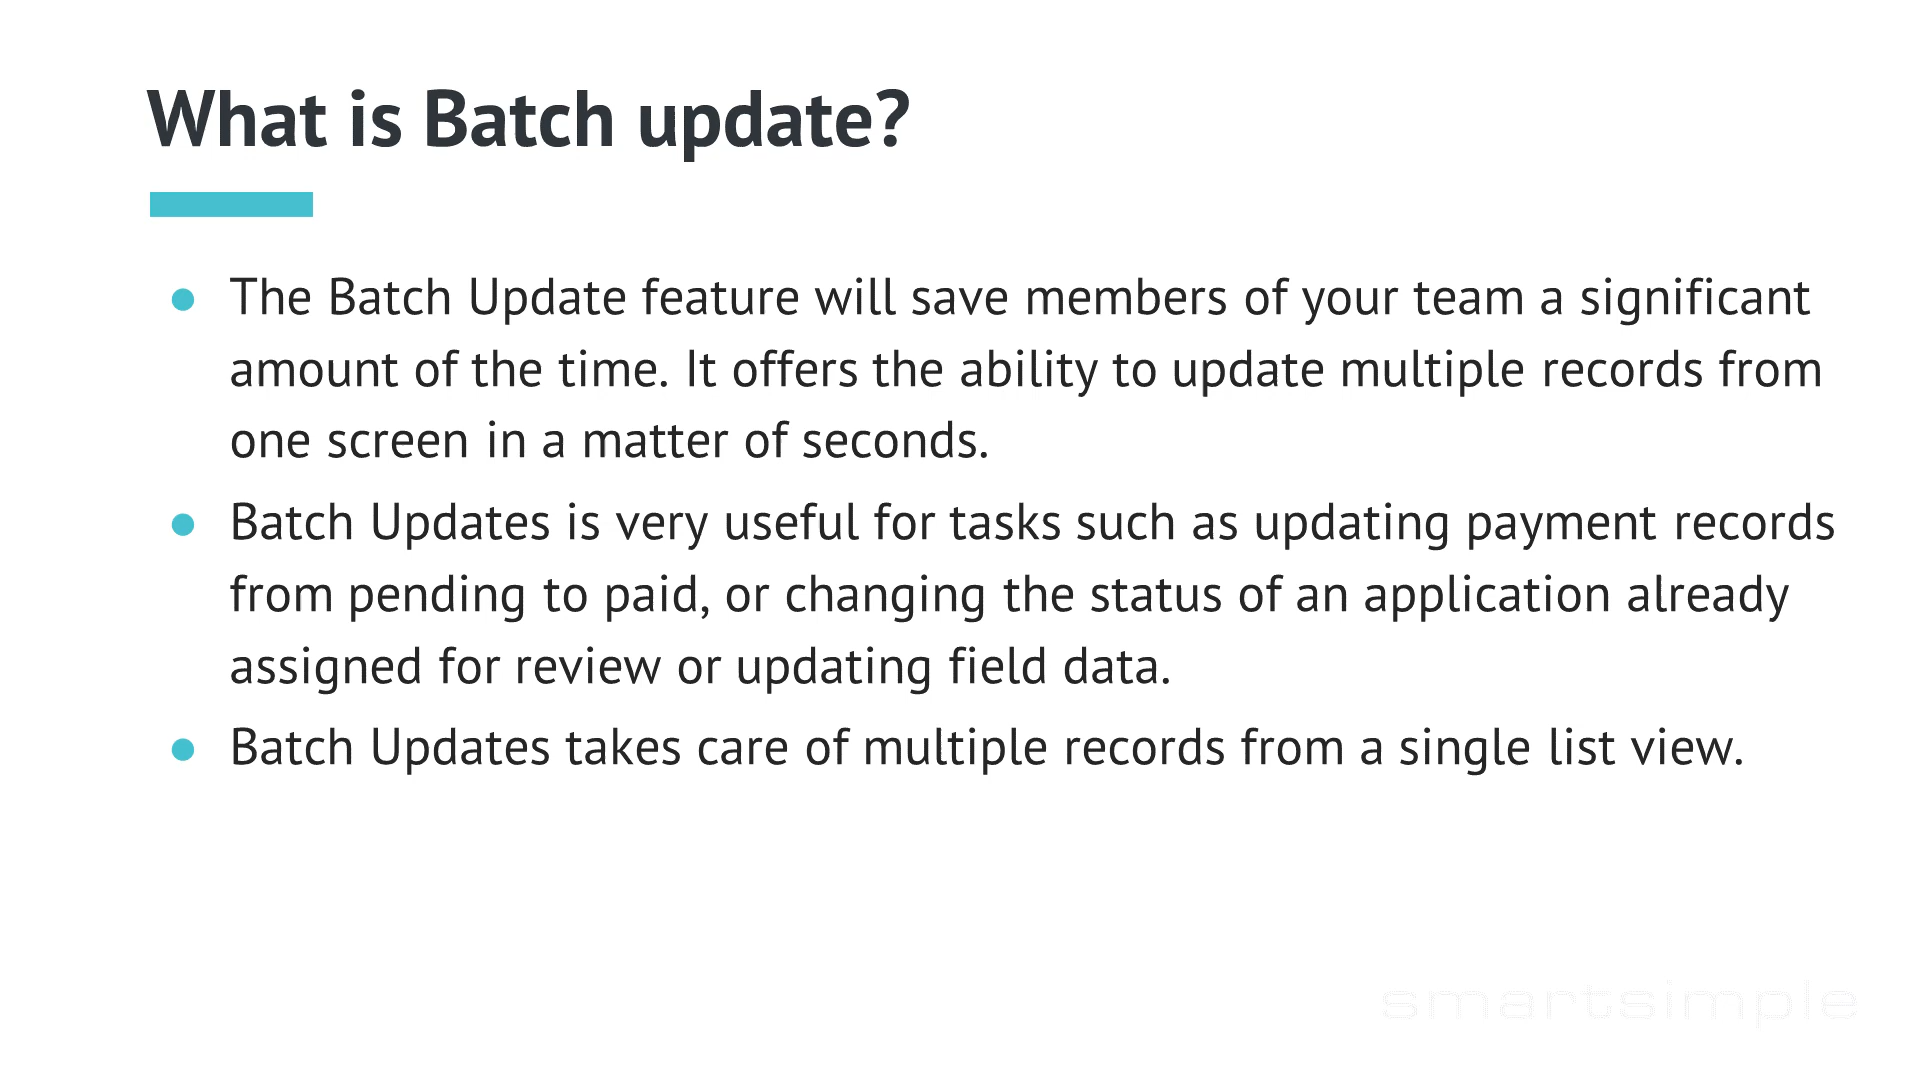 What is Batch update?
● The Batch Update feature will save members of your team a significant
amount of the time. It offers the ability to update multiple records from
one screen in a matter of seconds.
● Batch Updates is very useful for tasks such as updating payment records
from pending to paid, or changing the status of an application already
assigned for review or updating field data.
● Batch Updates takes care of multiple records from a single list view.
smartsimple